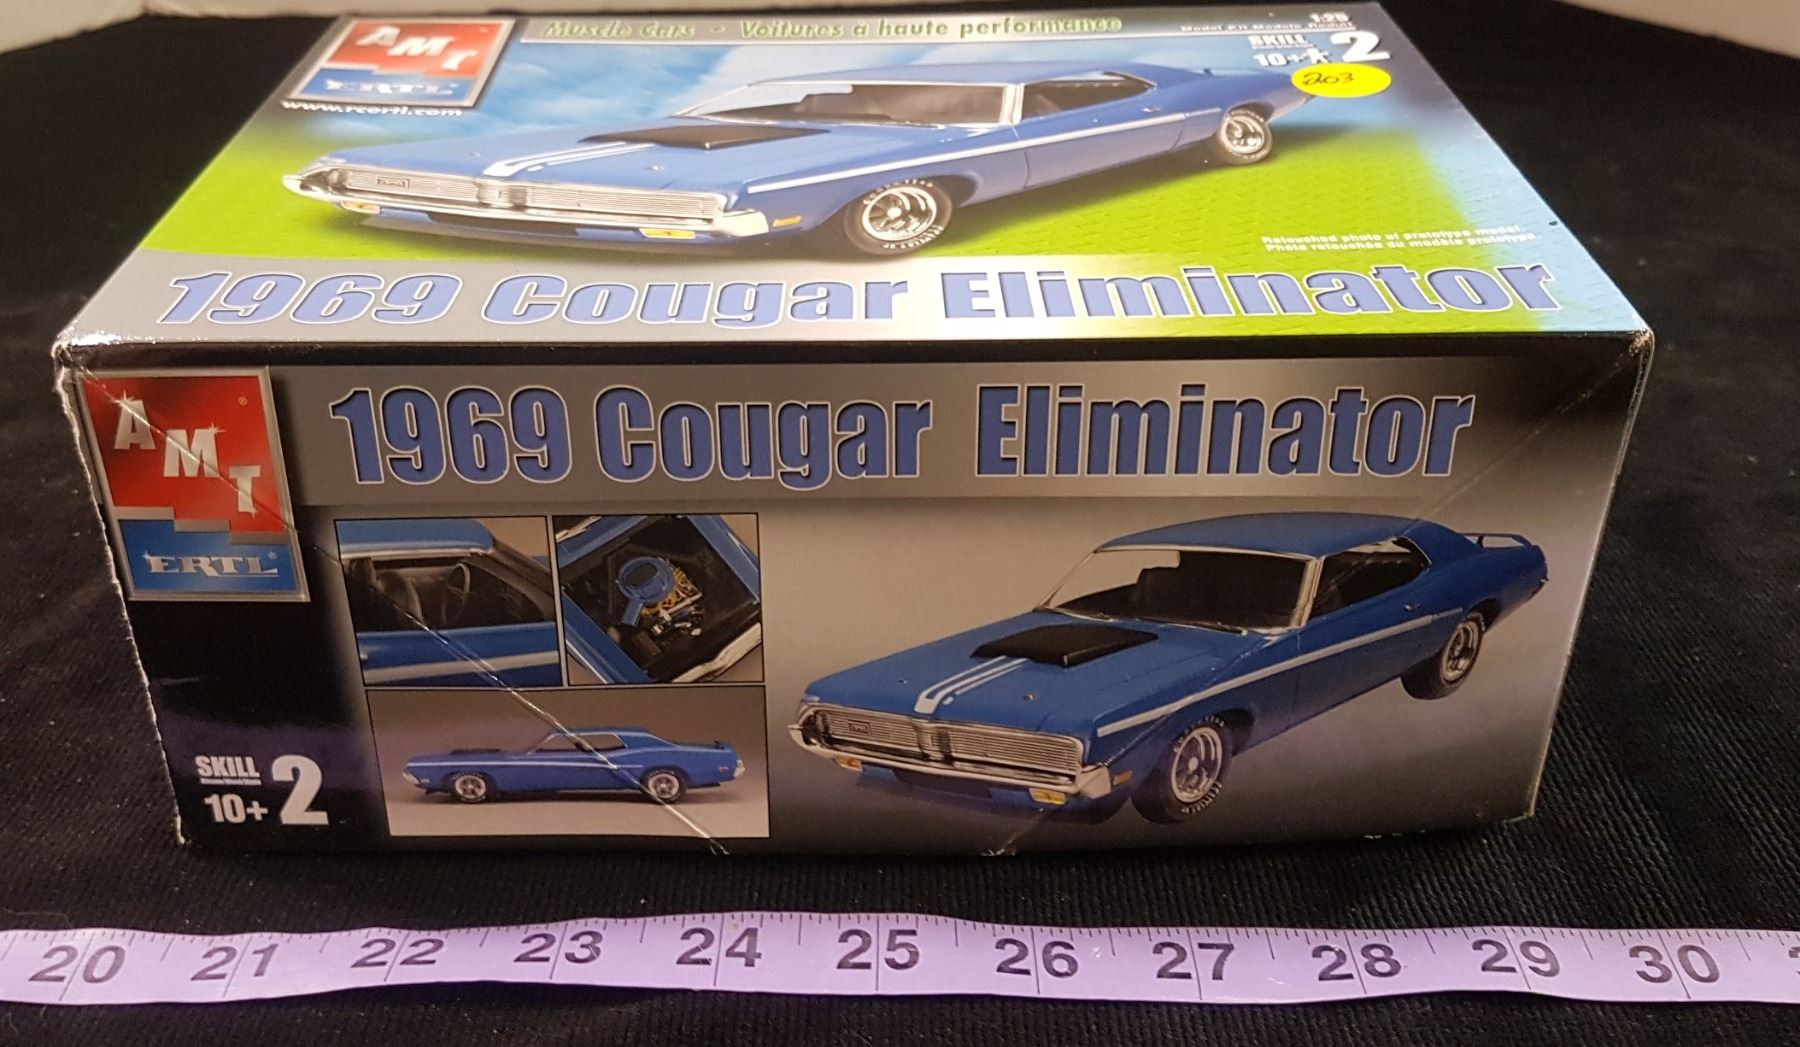 AMT
ERTL
www.rcertl.com
Muscle Cars - Voitures à haute performance
1:25
SKILL 2
10+
203
Retouched photo of prototype model.
Photo retouchée du modèle prototype.
1969 Cougar Eliminator
AMT®
ERTL®
1969 Cougar Eliminator
SKILL 2
10+
20 21 22 23 24 25 26 27 28 29 30